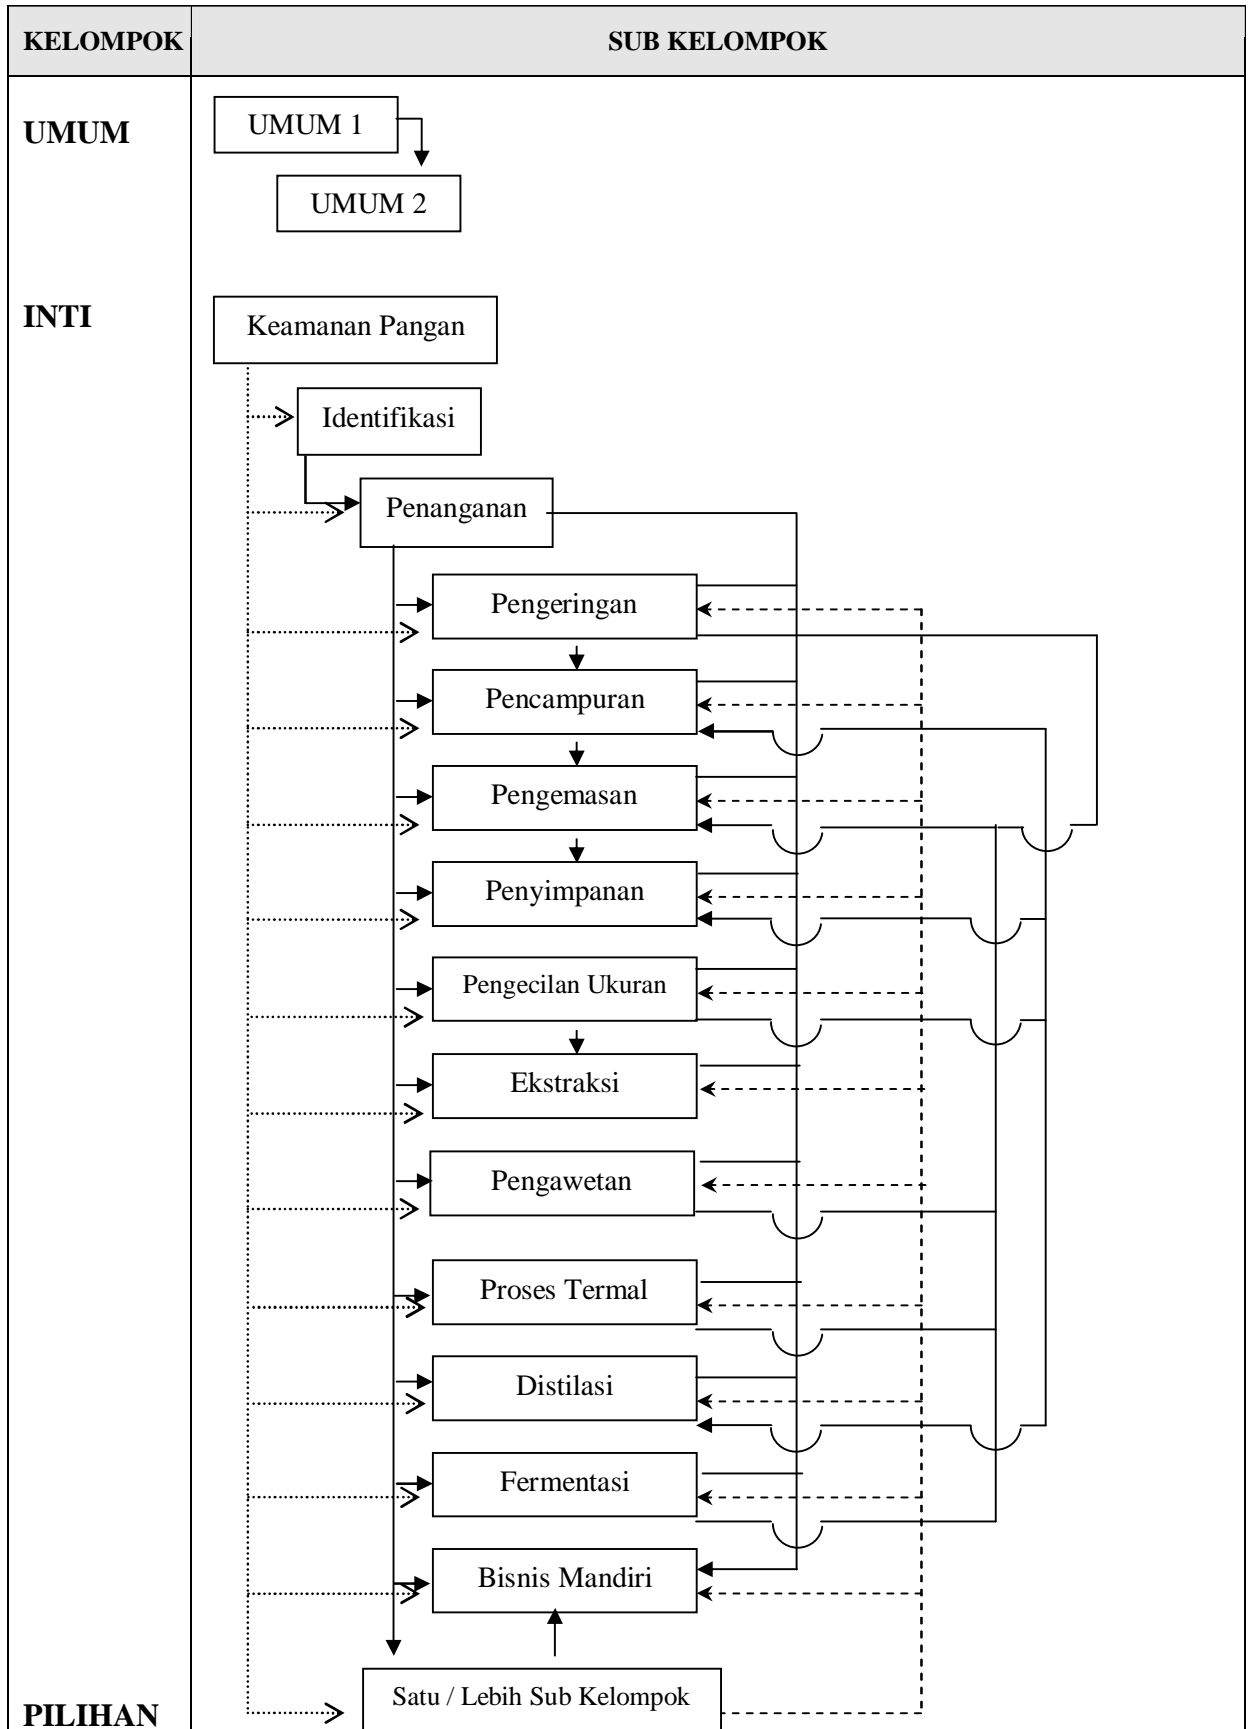 KELOMPOK
SUB KELOMPOK
UMUM
UMUM 1
UMUM 2
INTI
Keamanan Pangan
Identifikasi
Penanganan
Pengeringan
Pencampuran
Pengemasan
Penyimpanan
Pengecilan Ukuran
Ekstraksi
Pengawetan
Proses Termal
Distilasi
Fermentasi
Bisnis Mandiri
Satu / Lebih Sub Kelompok
PILIHAN